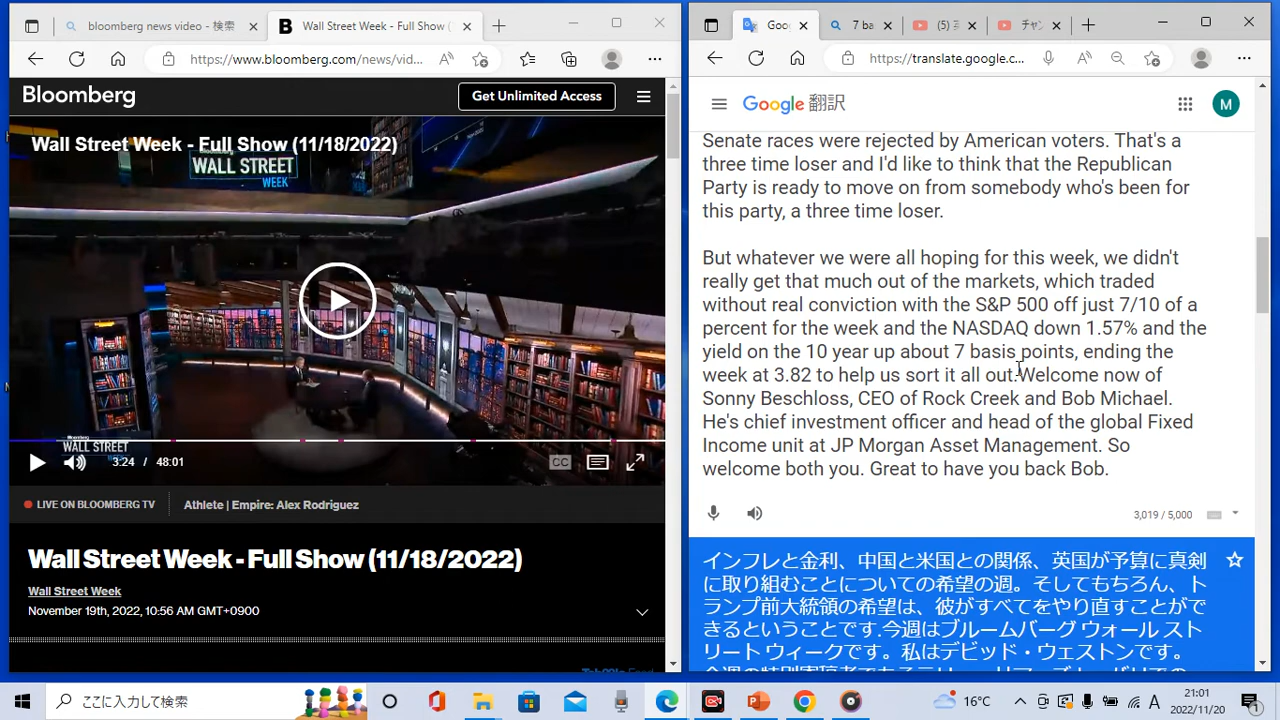 bloomberg news video - 検索
Wall Street Week - Full Show (
https://www.bloomberg.com/news/vid...
Bloomberg
Get Unlimited Access
Wall Street Week - Full Show (11/18/2022)
WALL STREET
WEEK
Bloomberg
WALL STREET
3:24 / 48:01
CC
LIVE ON BLOOMBERG TV
Athlete | Empire: Alex Rodriguez
Wall Street Week - Full Show (11/18/2022)
Wall Street Week
November 19th, 2022, 10:56 AM GMT+0900
Goo
7 ba
チャン
https://translate.google.c...
Google 翻訳
M
Senate races were rejected by American voters. That's a
three time loser and I'd like to think that the Republican
Party is ready to move on from somebody who's been for
this party, a three time loser.
But whatever we were all hoping for this week, we didn't
really get that much out of the markets, which traded
without real conviction with the S&P 500 off just 7/10 of a
percent for the week and the NASDAQ down 1.57% and the
yield on the 10 year up about 7 basis points, ending the
week at 3.82 to help us sort it all out.Welcome now of
Sonny Beschloss, CEO of Rock Creek and Bob Michael.
He's chief investment officer and head of the global Fixed
Income unit at JP Morgan Asset Management. So
welcome both you. Great to have you back Bob.
3,019 / 5,000
インフレと金利、中国と米国との関係、英国が予算に真剣
に取り組むことについての希望の週。そしてもちろん、ト
ランプ前大統領の希望は、彼がすべてをやり直すことがで
きるということです.今週はブルームバーグ ウォール スト
リート ウィークです。私はデビッド・ウェストンです。
ここに入力して検索
16°C
A
21:01
2022/11/20